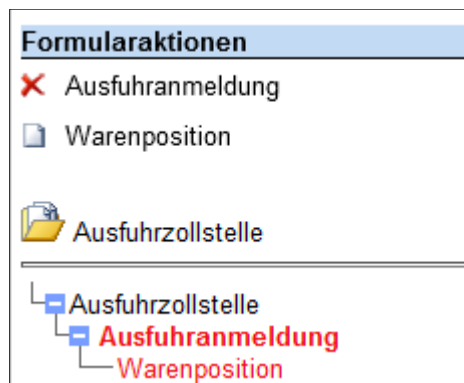 Formularaktionen
Ausfuhranmeldung
Warenposition
Ausfuhrzollstelle
Ausfuhrzollstelle
Ausfuhranmeldung
Warenposition